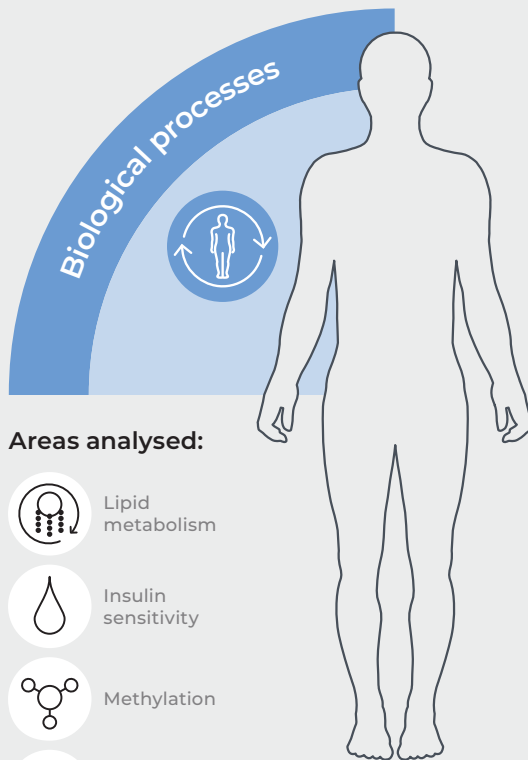 Biological processes
Areas analysed:
Lipid
metabolism
Insulin
sensitivity
Methylation